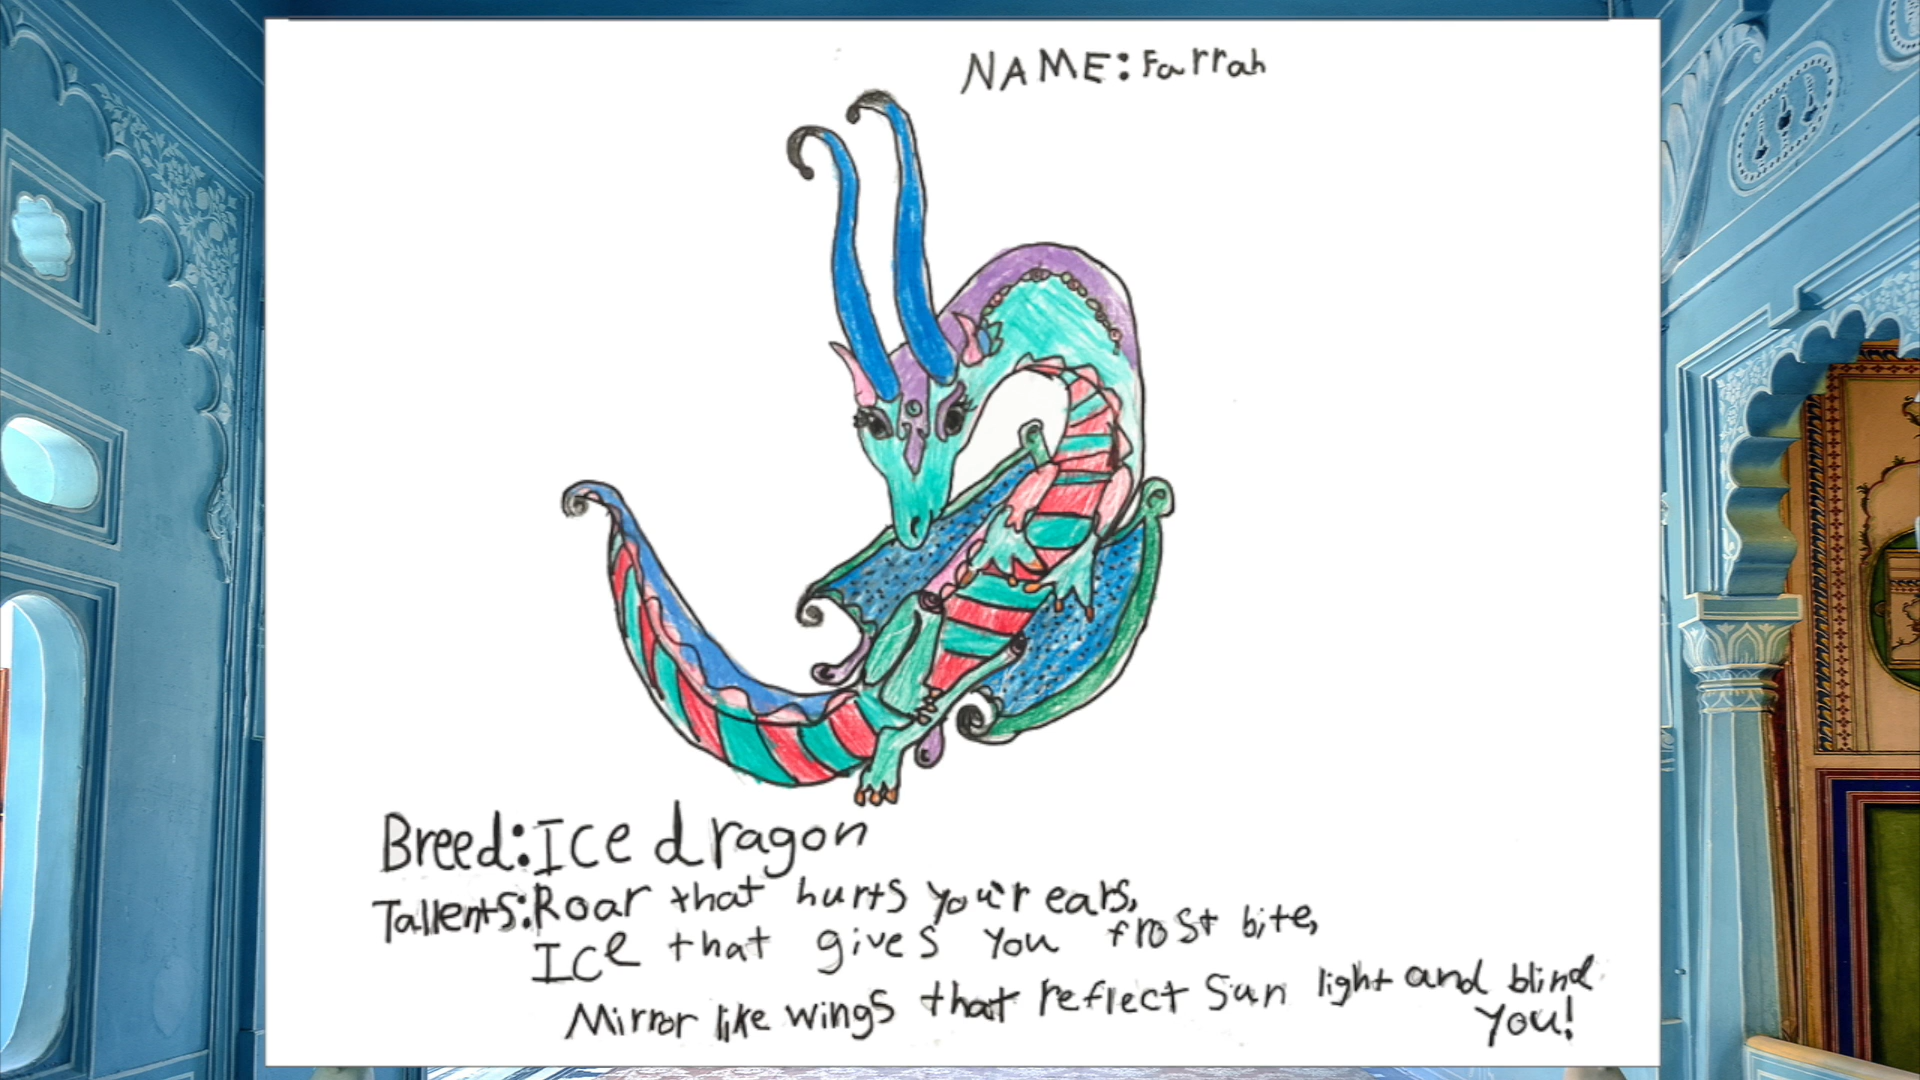 NAME: Farrah
Breed: Ice dragon
Tallents: Roar that hurts your ears,
Ice that gives you frost bite,
Mirror like wings that reflect Sun light and blind
you!